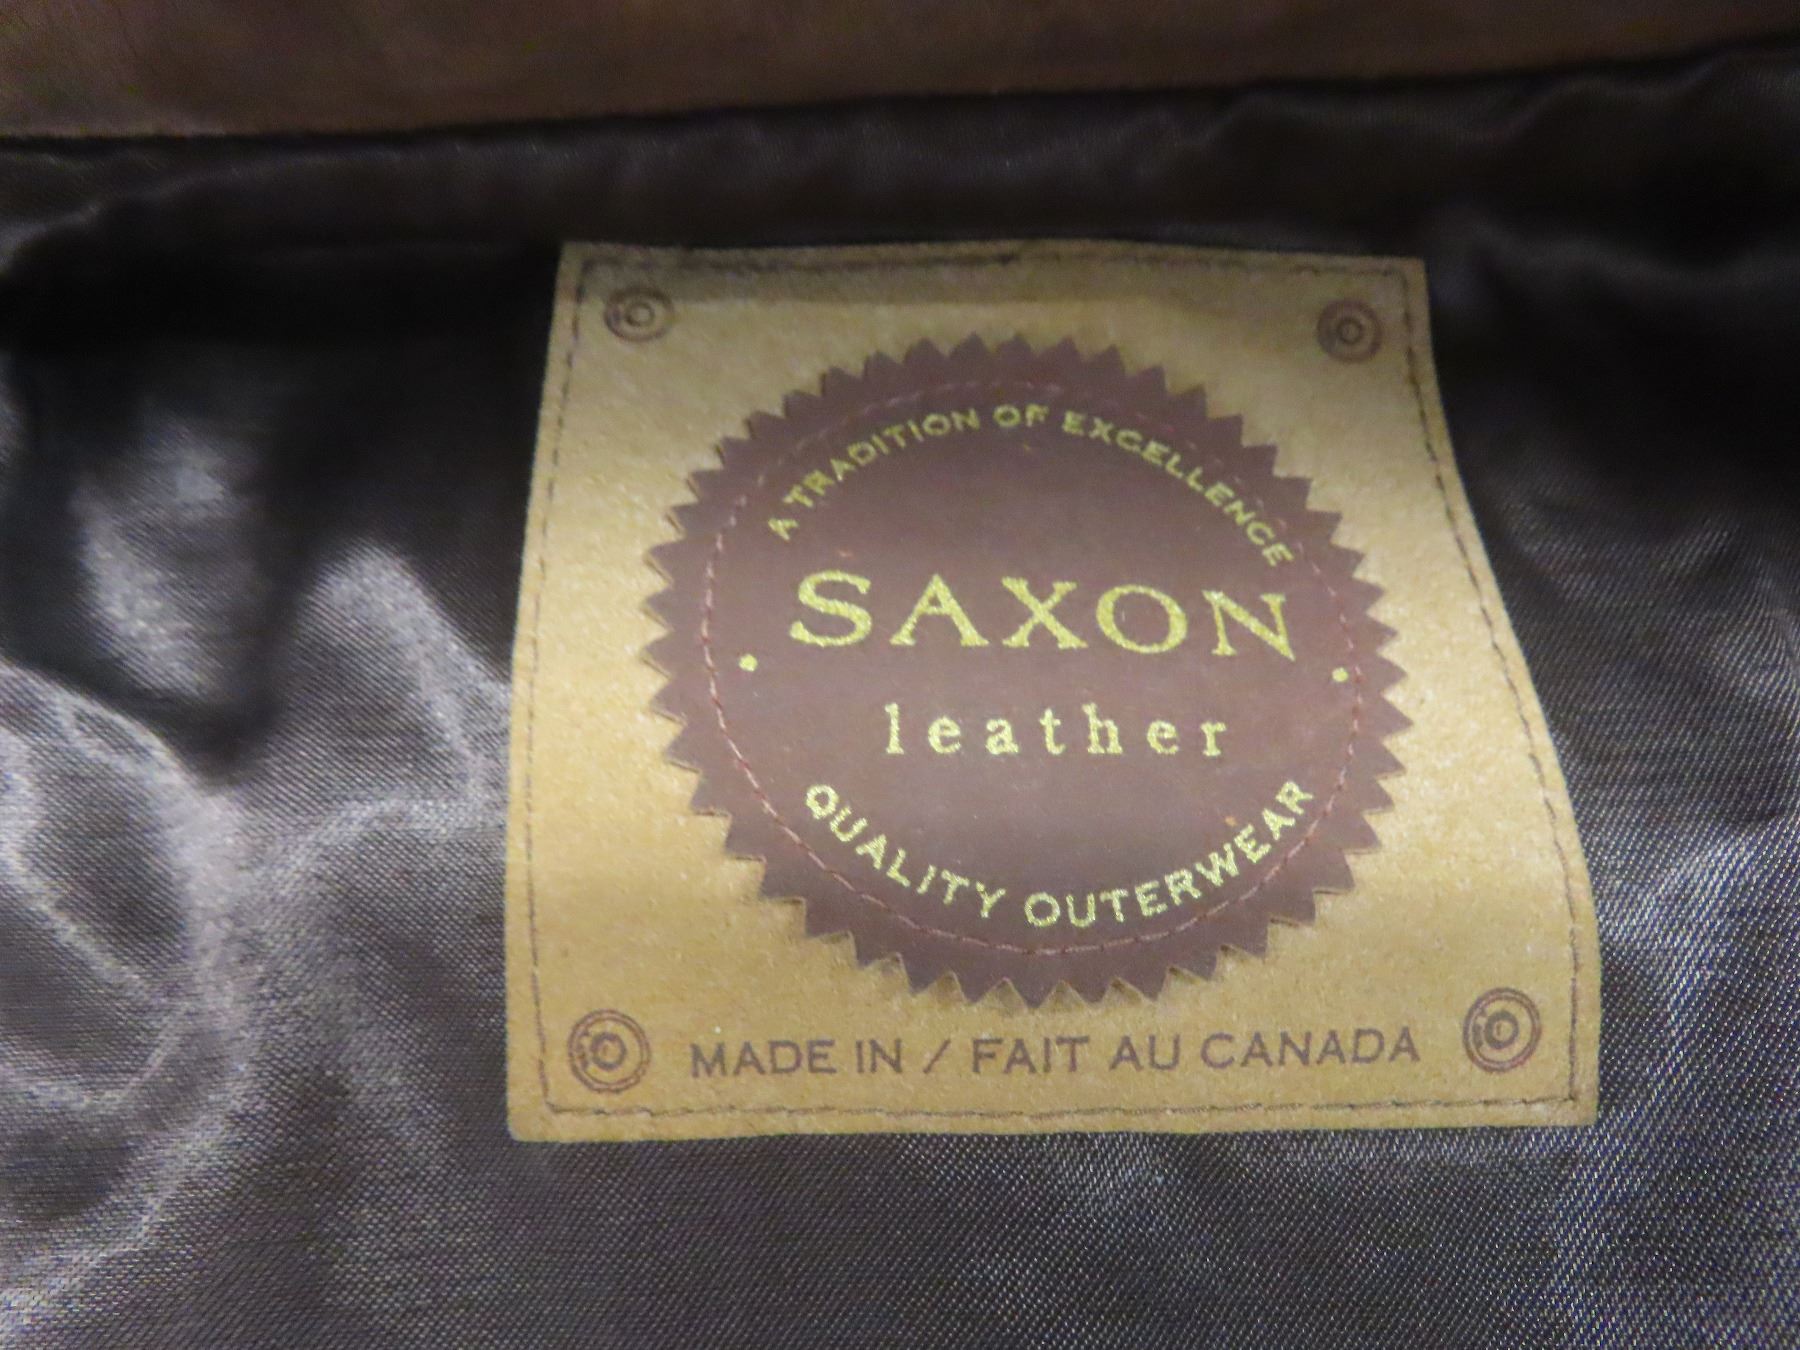 A TRADITION OF EXCELLENCE
SAXON
leather
QUALITY OUTERWEAR
MADE IN / FAIT AU CANADA